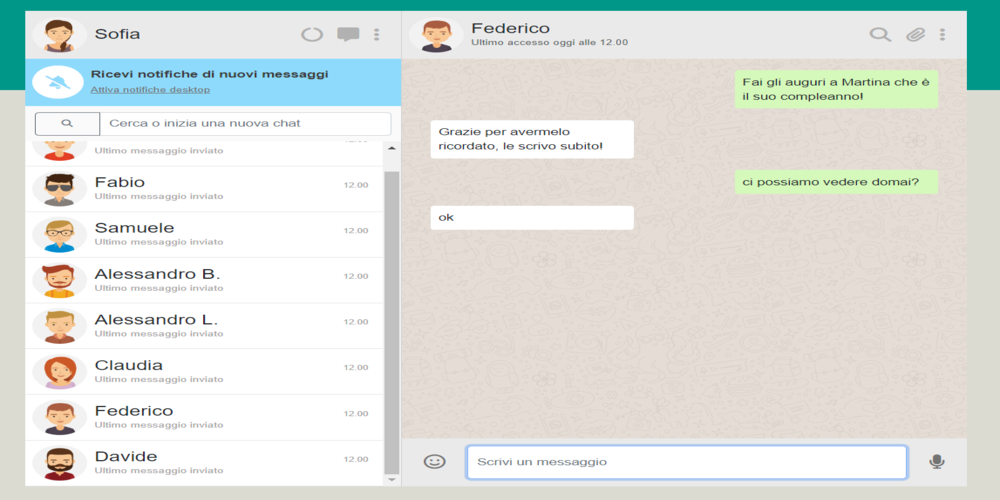 Sofia
Ricevi notifiche di nuovi messaggi
Attiva notifiche desktop
Cerca o inizia una nuova chat
Ultimo messaggio inviato
Fabio
12.00
Ultimo messaggio inviato
Samuele
12.00
Ultimo messaggio inviato
Alessandro B.
12.00
Ultimo messaggio inviato
Alessandro L.
12.00
Ultimo messaggio inviato
Claudia
12.00
Ultimo messaggio inviato
Federico
12.00
Ultimo messaggio inviato
Davide
12.00
Ultimo messaggio inviato
Federico
Ultimo accesso oggi alle 12.00
Fai gli auguri a Martina che è
il suo compleanno!
Grazie per avermelo
ricordato, le scrivo subito!
ci possiamo vedere domai?
ok
Scrivi un messaggio